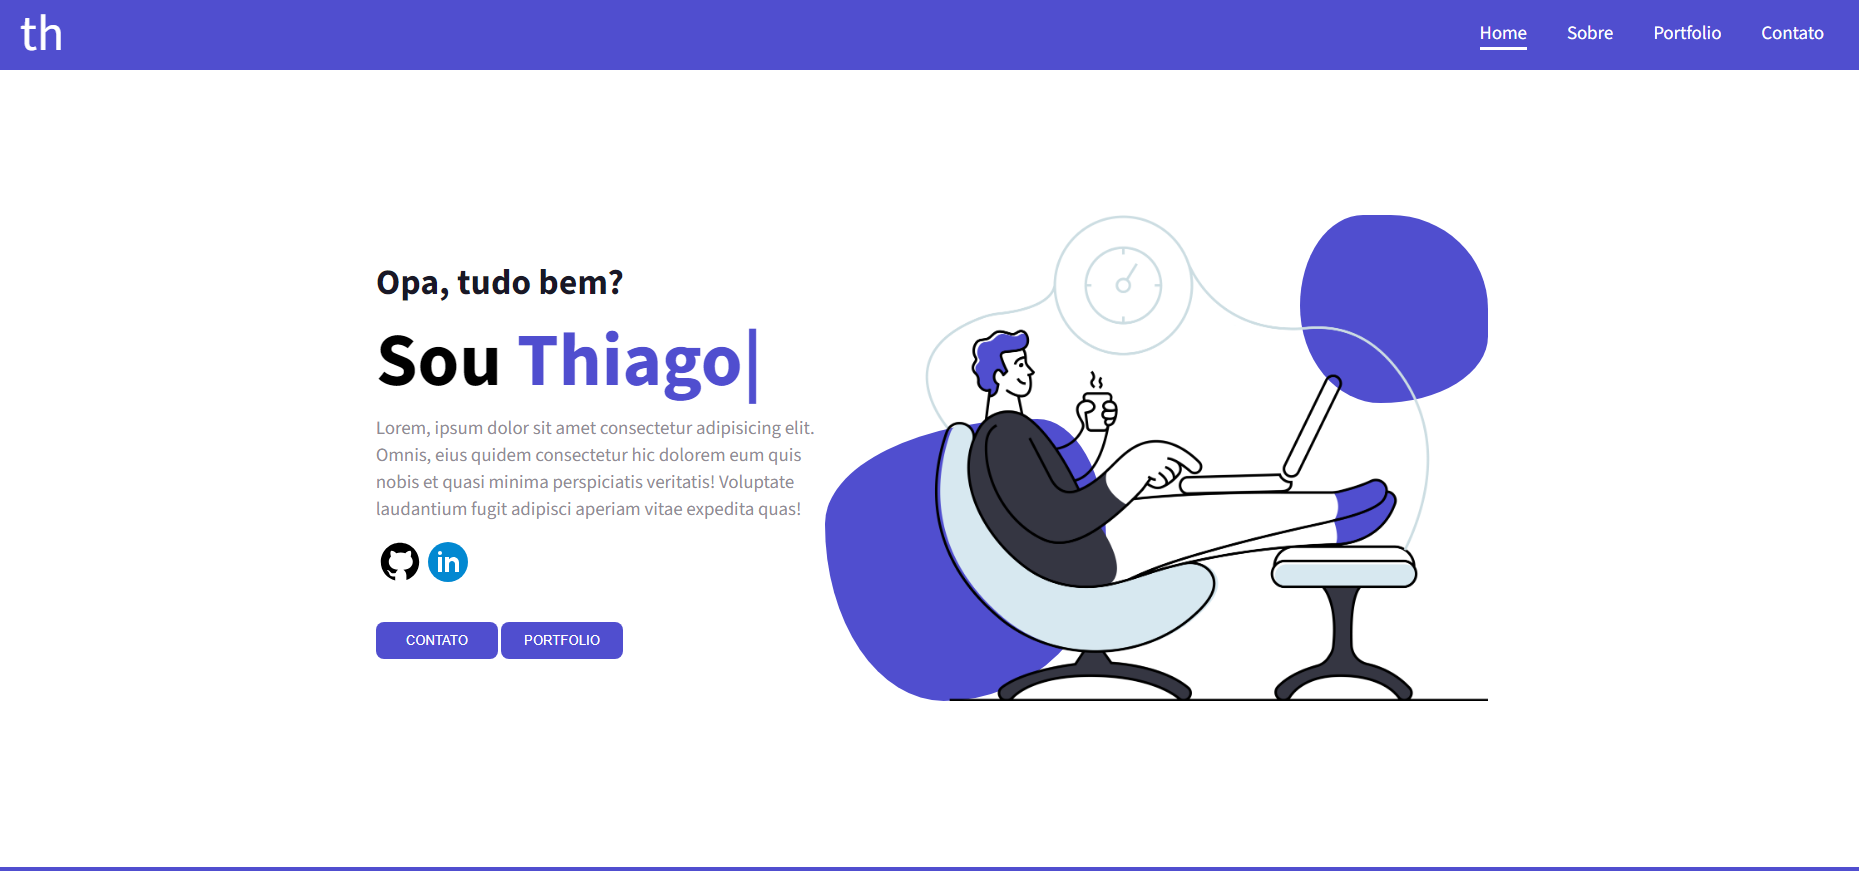 th
Home Sobre Portfolio Contato
Opa, tudo bem?
Sou Thiago|
Lorem, ipsum dolor sit amet consectetur adipisicing elit.
Omnis, eius quidem consectetur hic dolorem eum quis
nobis et quasi minima perspiciatis veritatis! Voluptate
laudantium fugit adipisci aperiam vitae expedita quas!
in
CONTATO PORTFOLIO